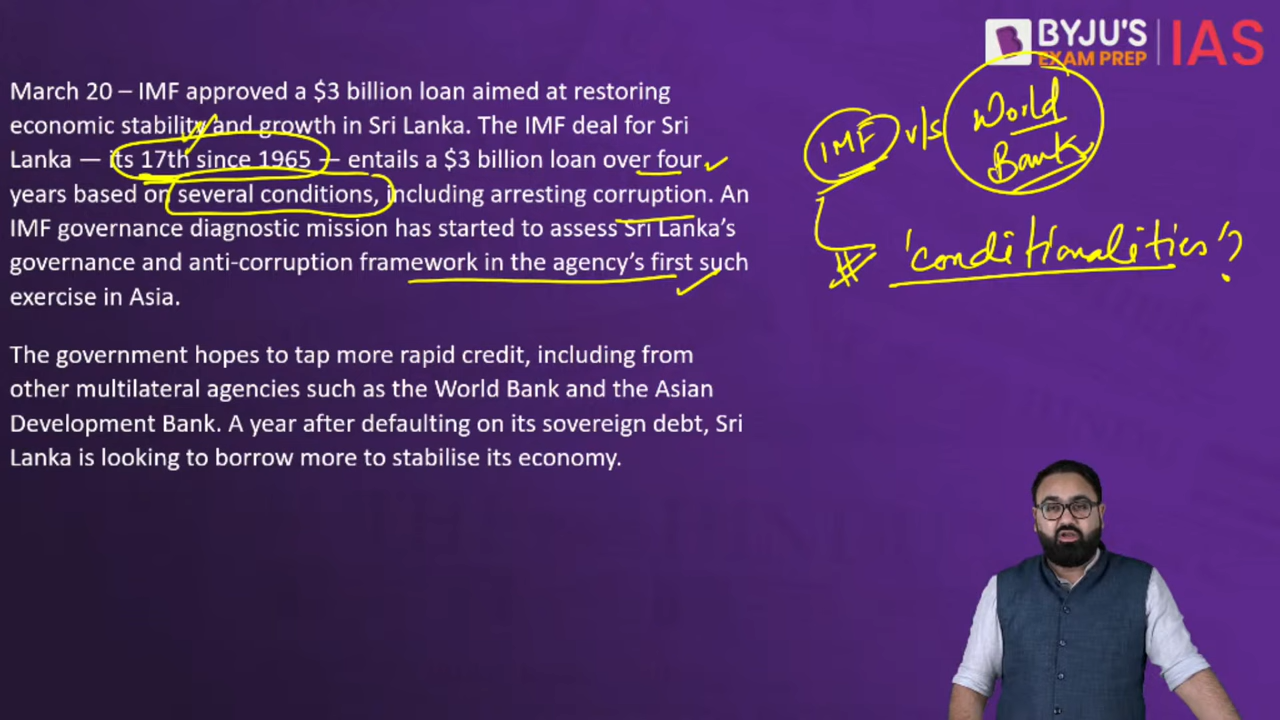 BYJU'S
EXAM PREP
IAS
March 20 – IMF approved a $3 billion loan aimed at restoring
economic stability and growth in Sri Lanka. The IMF deal for Sri
Lanka — its 17th since 1965 — entails a $3 billion loan over four
years based on several conditions, including arresting corruption. An
IMF governance diagnostic mission has started to assess Sri Lanka's
governance and anti-corruption framework in the agency's first such
exercise in Asia.
The government hopes to tap more rapid credit, including from
other multilateral agencies such as the World Bank and the Asian
Development Bank. A year after defaulting on its sovereign debt, Sri
Lanka is looking to borrow more to stabilise its economy.
IMF v/s World
Bank
# 'conditionalities'?